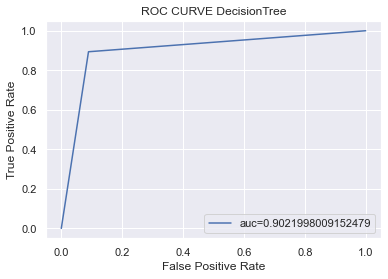 ROC CURVE DecisionTree
1.0
0.8
0.6
0.4
0.2
0.0
True Positive Rate
auc=0.9021998009152479
0.0 0.2 0.4 0.6 0.8 1.0
False Positive Rate